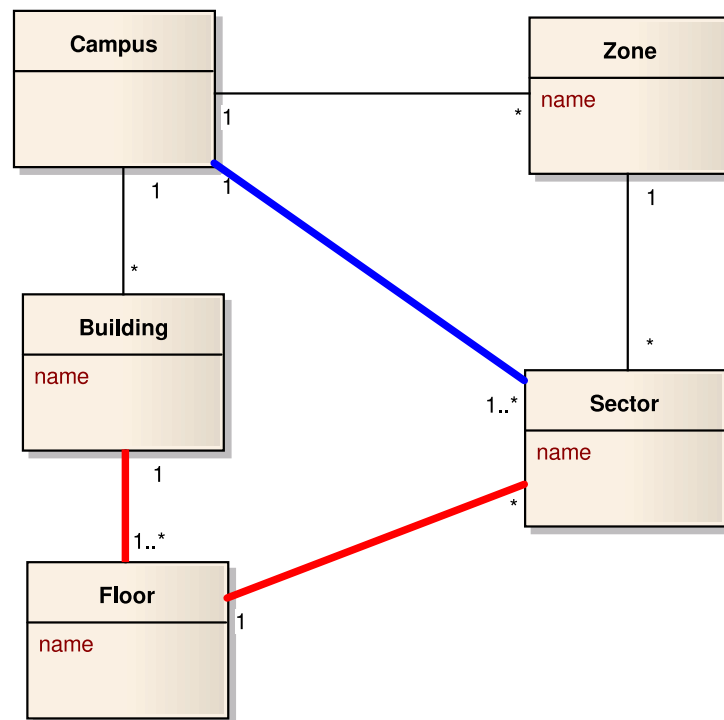 Campus
Zone
name
1
*
1
1
1
*
*
Building
name
1..*
Sector
name
1
*
1..*
Floor
name
1